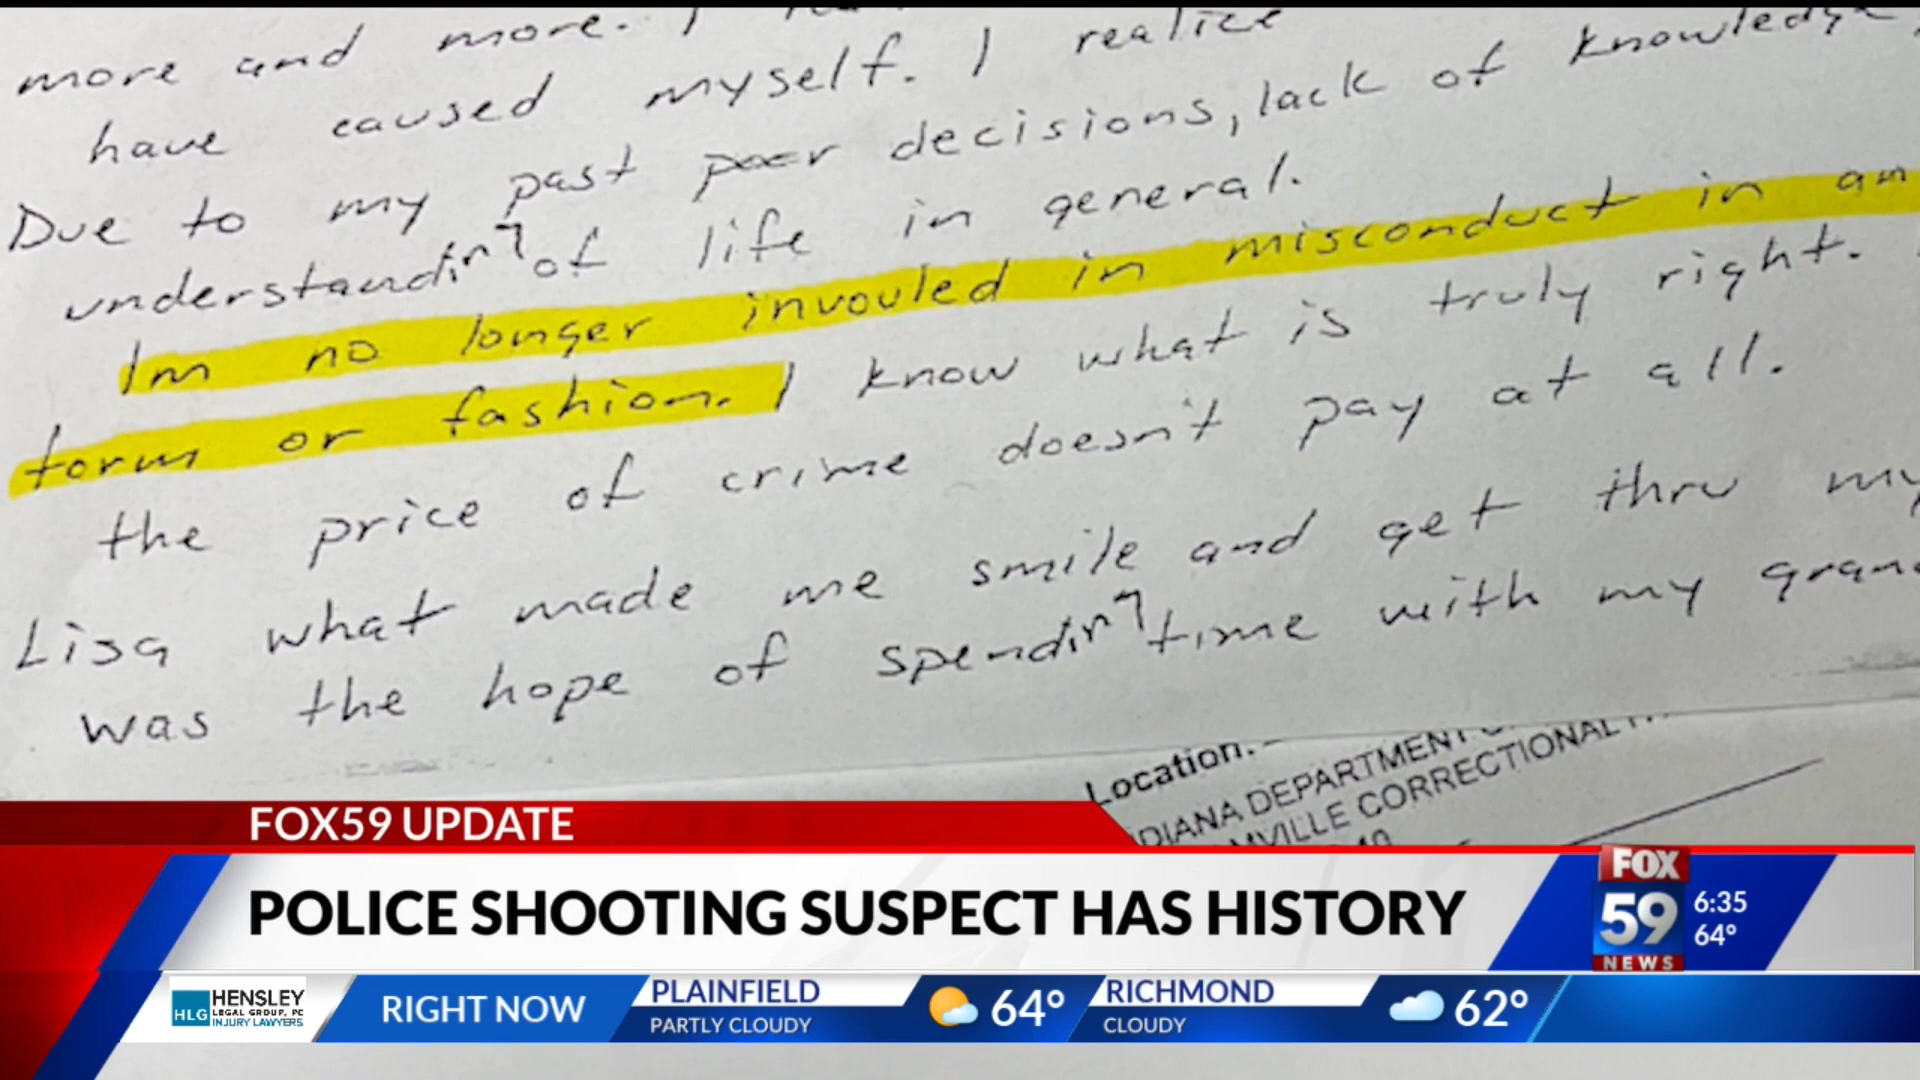 more and more. I
have caused myself. I realize
Due to my past poor decisions, lack of knowledge,
understanding of life in general.
Im no longer invouled in misconduct in an
form or fashion. I know what is truly right.
the price of crime doesn't pay at all.
Lisa what made me smile and get thru my
was the hope of spending time with my gran
Location:
DIANA DEPARTMENT
MVILLE CORRECTIONAL
FOX59 UPDATE
POLICE SHOOTING SUSPECT HAS HISTORY
FOX
59
NEWS
6:35
64°
HLG
HENSLEY
LEGAL GROUP, PC
INJURY LAWYERS
RIGHT NOW
PLAINFIELD
PARTLY CLOUDY
64°
RICHMOND
CLOUDY
62°